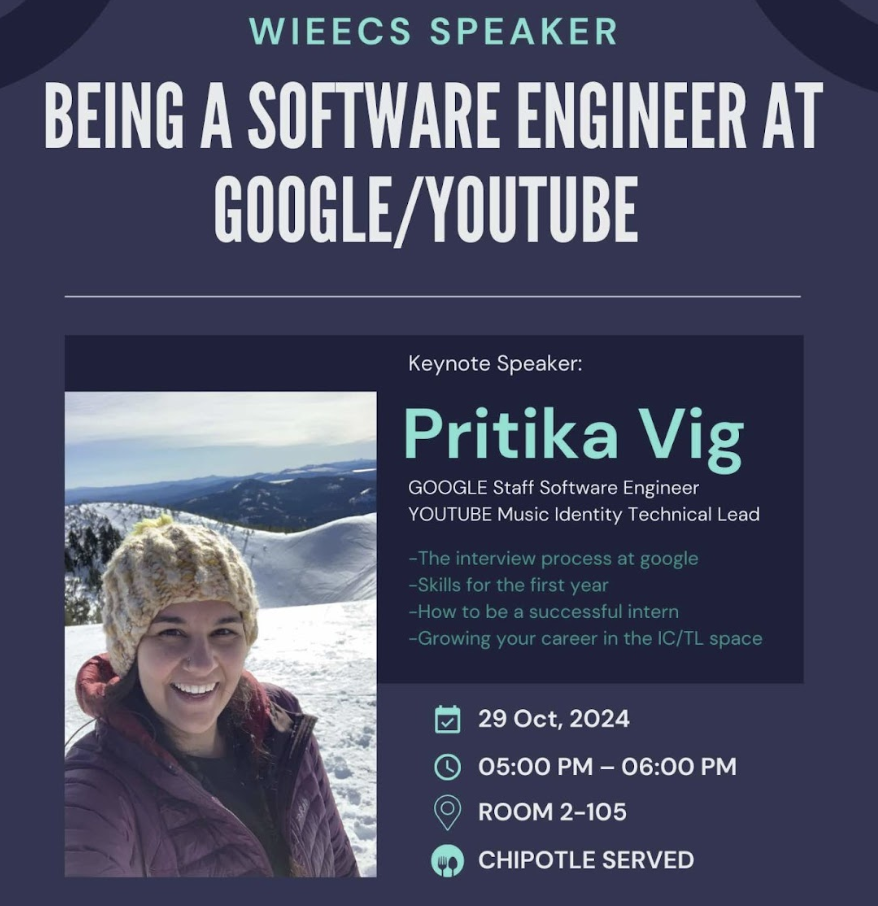 WIEECS SPEAKER
BEING A SOFTWARE ENGINEER AT
GOOGLE/YOUTUBE
Keynote Speaker:
Pritika Vig
GOOGLE Staff Software Engineer
YOUTUBE Music Identity Technical Lead
-The interview process at google
-Skills for the first year
-How to be a successful intern
-Growing your career in the IC/TL space
29 Oct, 2024
05:00 PM – 06:00 PM
ROOM 2-105
CHIPOTLE SERVED